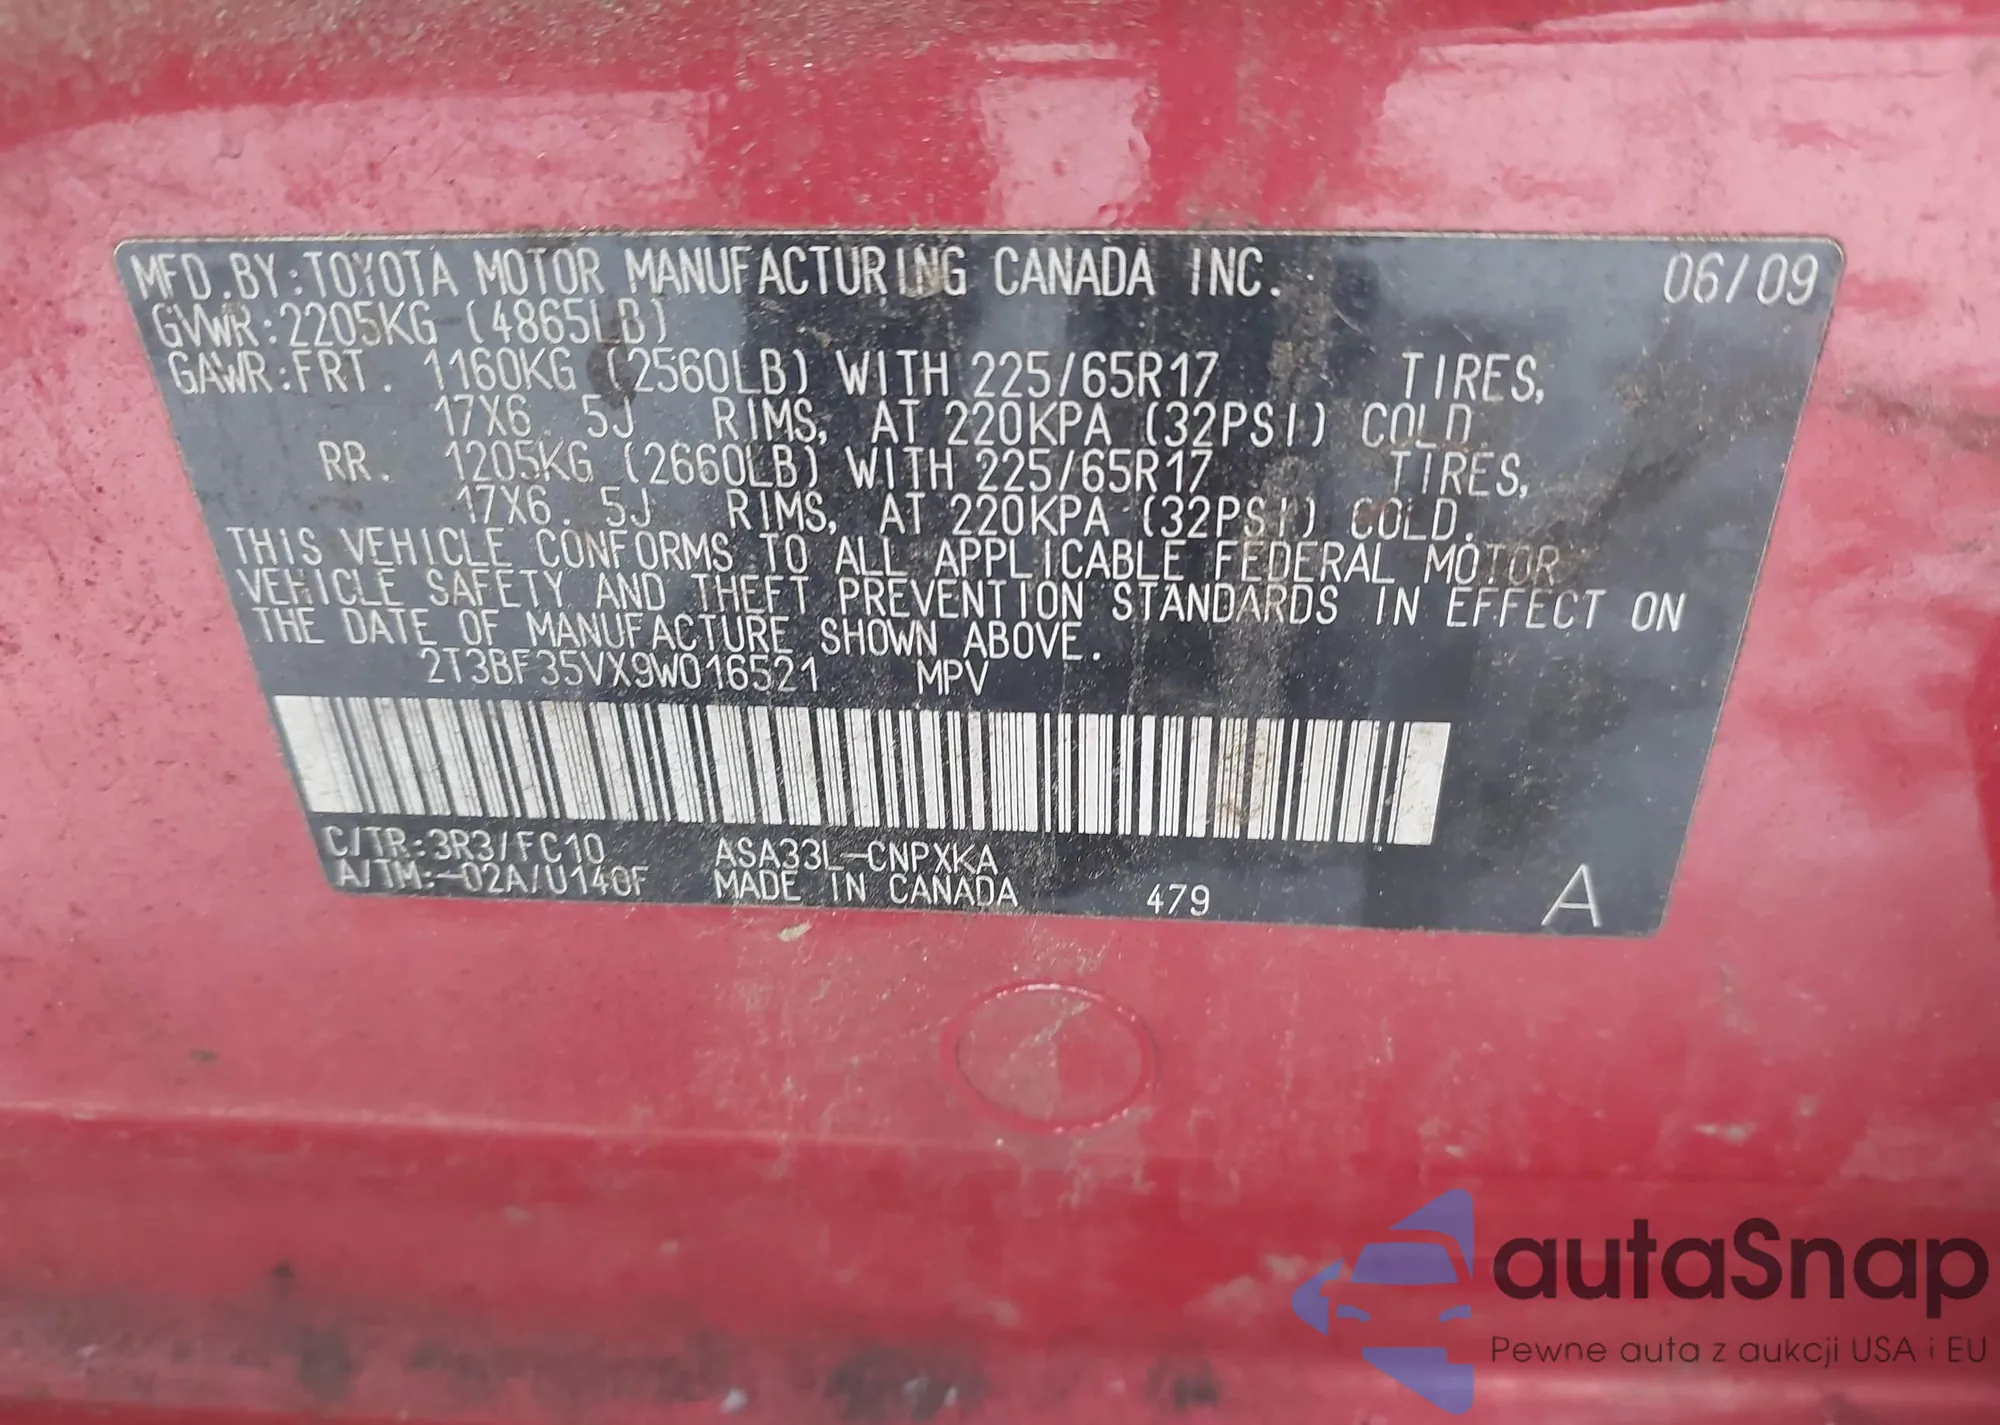 MFD.BY:TOYOTA MOTOR MANUFACTURING CANADA INC. 06/09
GVWR:2205KG (4865LB)
GAWR:FRT. 1160KG (2560LB) WITH 225/65R17 TIRES,
17X6.5J RIMS, AT 220KPA (32PSI) COLD.
RR. 1205KG (2660LB) WITH 225/65R17 TIRES,
17X6.5J RIMS, AT 220KPA (32PSI) COLD.
THIS VEHICLE CONFORMS TO ALL APPLICABLE FEDERAL MOTOR
VEHICLE SAFETY AND THEFT PREVENTION STANDARDS IN EFFECT ON
THE DATE OF MANUFACTURE SHOWN ABOVE.
2T3BF35VX9W016521 MPV
C/TR:3R3/FC10 ASA33L-CNPXKA
A/TM:-02A/U140F MADE IN CANADA 479 A
autaSnap
Pewne auta z aukcji USA i EU